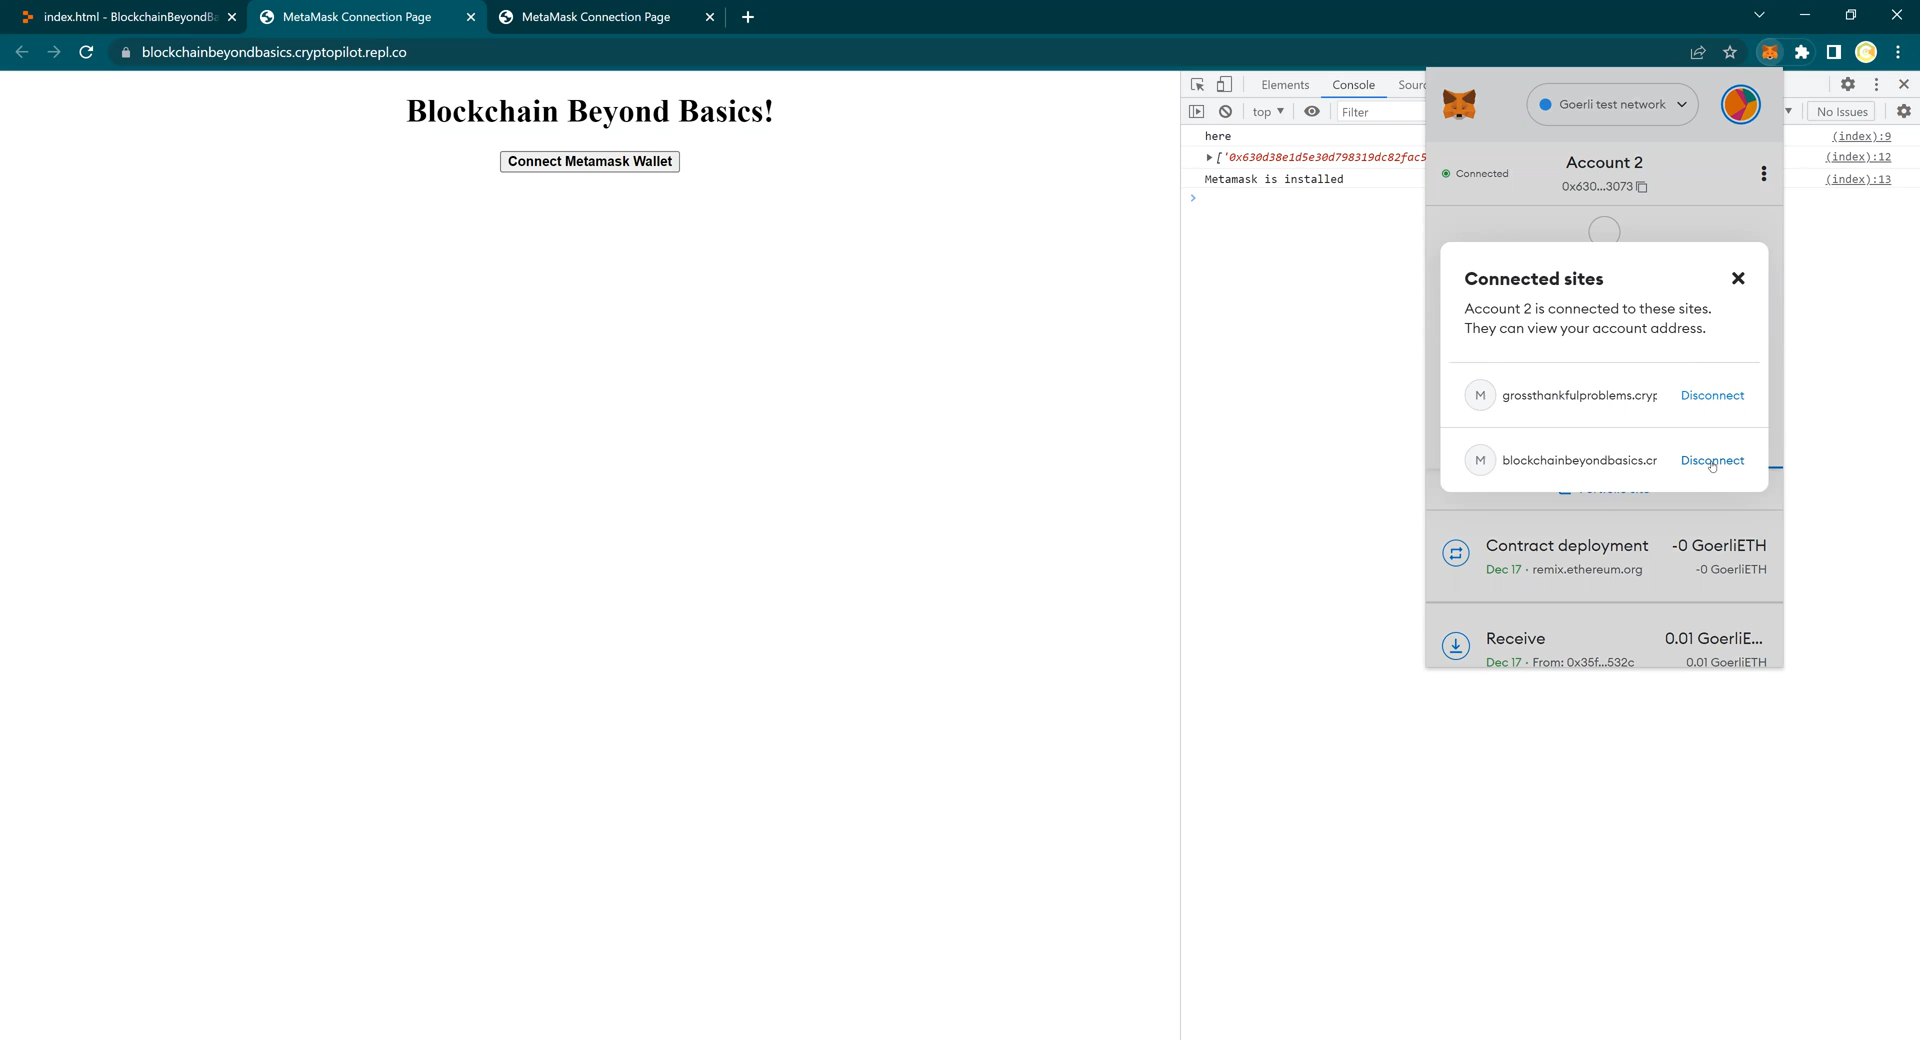 index.html - BlockchainBeyondBa
MetaMask Connection Page
MetaMask Connection Page
blockchainbeyondbasics.cryptopilot.repl.co
Blockchain Beyond Basics!
Connect Metamask Wallet
Elements
Console
Sour
top
Filter
No Issues
here
(index):9
['0x630d38e1d5e30d798319dc82fac5
(index):12
Metamask is installed
(index):13
Goerli test network
Connected
Account 2
0x630...3073
Connected sites
Account 2 is connected to these sites.
They can view your account address.
M
grossthankfulproblems.cryp
Disconnect
M
blockchainbeyondbasics.cr
Disconnect
Contract deployment
-0 GoerliETH
Dec 17 · remix.ethereum.org
-0 GoerliETH
Receive
0.01 GoerliE...
Dec 17 · From: 0x35f...532c
0.01 GoerliETH